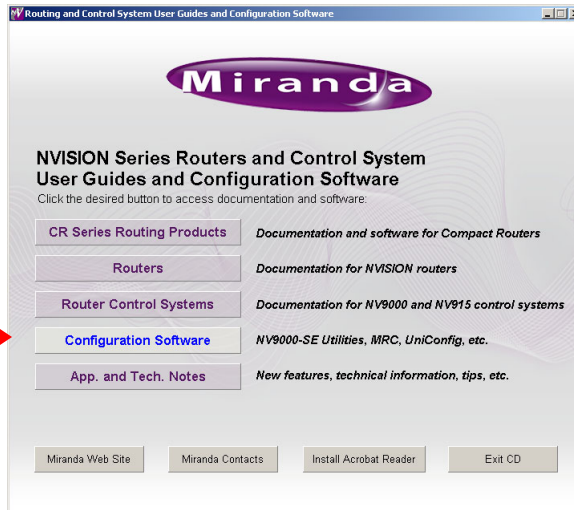 Routing and Control System User Guides and Configuration Software
Miranda
NVISION Series Routers and Control System
User Guides and Configuration Software
Click the desired button to access documentation and software:
CR Series Routing Products Documentation and software for Compact Routers
Routers Documentation for NVISION routers
Router Control Systems Documentation for NV9000 and NV915 control systems
Configuration Software NV9000-SE Utilities, MRC, UniConfig, etc.
App. and Tech. Notes New features, technical information, tips, etc.
Miranda Web Site Miranda Contacts Install Acrobat Reader Exit CD